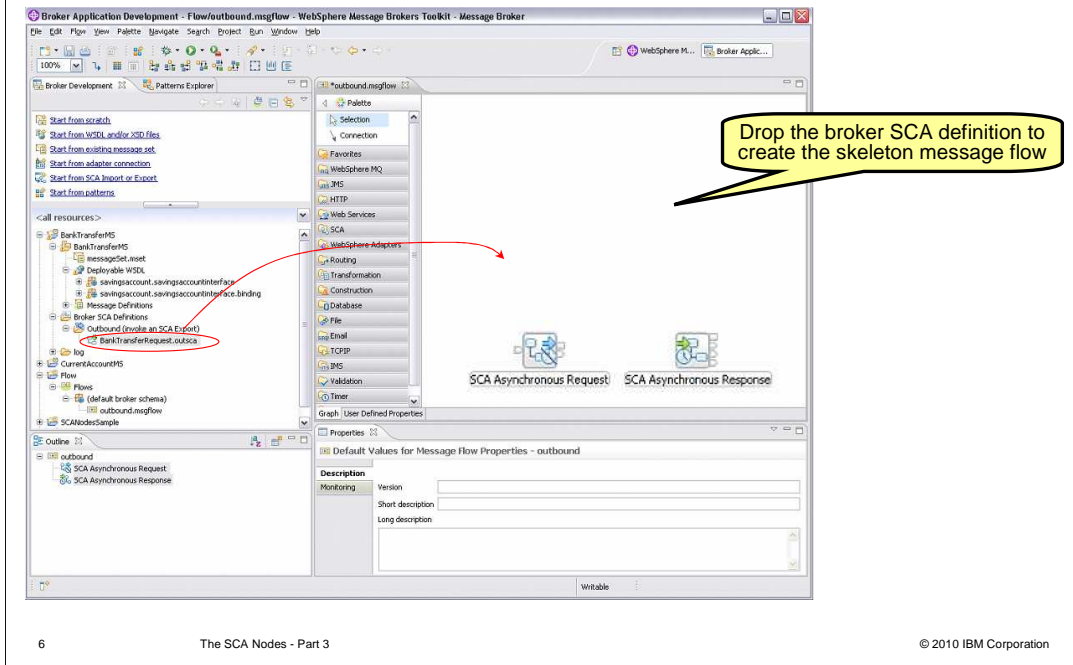 Broker Application Development - Flow/outbound.msgflow - WebSphere Message Brokers Toolkit - Message Broker
File Edit Flow View Palette Navigate Search Project Run Window Help
WebSphere M... Broker Applic...
100%
Broker Development Patterns Explorer
Start from scratch
Start from WSDL and/or XSD files
Start from existing message set
Start from adapter connection
Start from SCA Import or Export
Start from patterns
<all resources>
BankTransferMS
BankTransferMS
messageSet.mset
Deployable WSDL
savingsaccount.savingsaccountinterface
savingsaccount.savingsaccountinterface.binding
Message Definitions
Broker SCA Definitions
Outbound (invoke an SCA Export)
BankTransferRequest.outsca
log
CurrentAccountMS
Flow
Flows
(default broker schema)
outbound.msgflow
SCANodesSample
Outline
outbound
SCA Asynchronous Request
SCA Asynchronous Response
*outbound.msgflow
Palette
Selection
Connection
Favorites
WebSphere MQ
JMS
HTTP
Web Services
SCA
WebSphere Adapters
Routing
Transformation
Construction
Database
File
Email
TCPIP
IMS
Validation
Timer
Graph User Defined Properties
SCA Asynchronous Request SCA Asynchronous Response
Drop the broker SCA definition to
create the skeleton message flow
Properties
Default Values for Message Flow Properties - outbound
Description
Monitoring
Version
Short description
Long description
Writable
6 The SCA Nodes - Part 3 © 2010 IBM Corporation